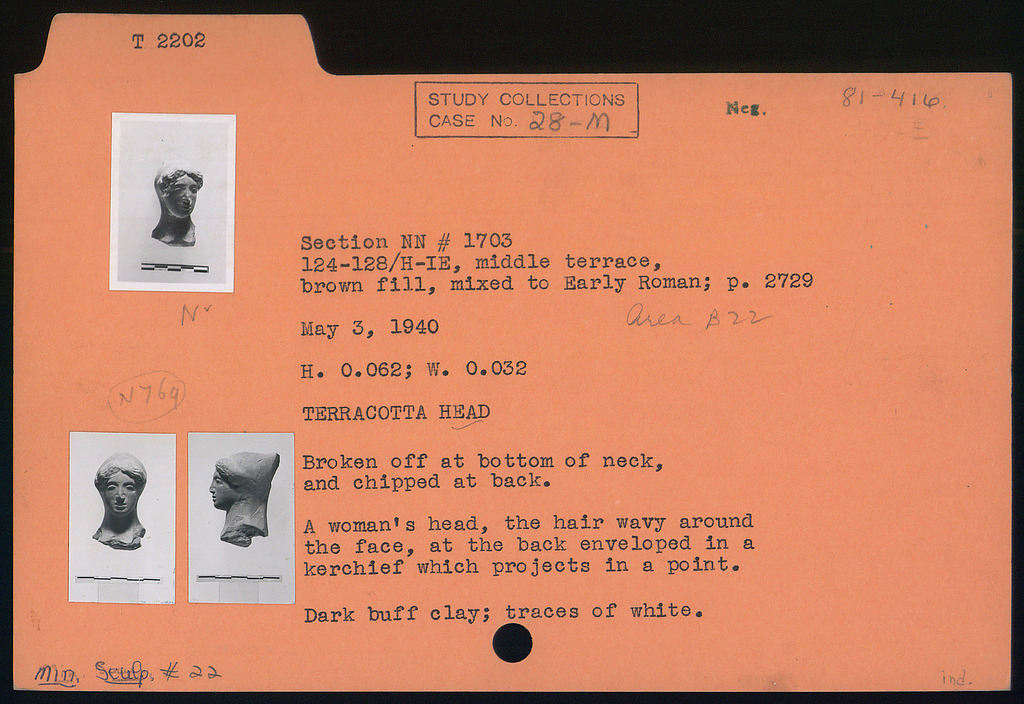 T 2202
STUDY COLLECTIONS
CASE No. 28-M
Neg.
81-416.
E
Section NN # 1703
124-128/H-IE, middle terrace,
brown fill, mixed to Early Roman; p. 2729
Area B22
May 3, 1940
H. 0.062; W. 0.032
N769
TERRACOTTA HEAD
Broken off at bottom of neck,
and chipped at back.
A woman's head, the hair wavy around
the face, at the back enveloped in a
kerchief which projects in a point.
Dark buff clay; traces of white.
Min. Sculp. # 22
ind.